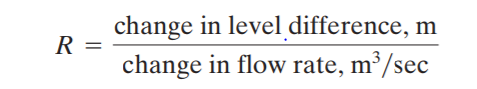 R = change in level difference, m
change in flow rate, m³/sec